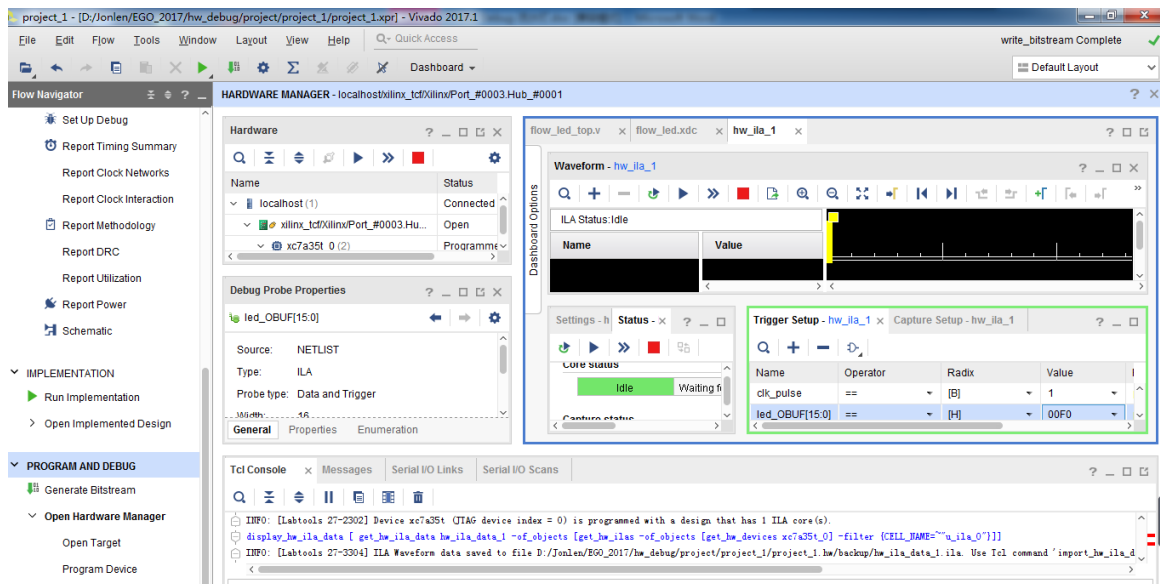 project_1 - [D:/Jonlen/EGO_2017/hw_debug/project/project_1/project_1.xpr] - Vivado 2017.1
File Edit Flow Tools Window Layout View Help Quick Access
write_bitstream Complete
Dashboard
Default Layout
Flow Navigator
HARDWARE MANAGER - localhost/xilinx_tcf/Xilinx/Port_#0003.Hub_#0001
Set Up Debug
Report Timing Summary
Report Clock Networks
Report Clock Interaction
Report Methodology
Report DRC
Report Utilization
Report Power
Schematic
IMPLEMENTATION
Run Implementation
Open Implemented Design
PROGRAM AND DEBUG
Generate Bitstream
Open Hardware Manager
Open Target
Program Device
Hardware
Name Status
localhost (1) Connected
xilinx_tcf/Xilinx/Port_#0003.Hu... Open
xc7a35t_0 (2) Programme
Debug Probe Properties
led_OBUF[15:0]
Source: NETLIST
Type: ILA
Probe type: Data and Trigger
Width: 16
General Properties Enumeration
flow_led_top.v flow_led.xdc hw_ila_1
Dashboard Options
Waveform - hw_ila_1
ILA Status:Idle
Name Value
Settings - h Status -
Core status
Idle Waiting f
Capture status
Trigger Setup - hw_ila_1 Capture Setup - hw_ila_1
Name Operator Radix Value
clk_pulse == [B] 1
led_OBUF[15:0] == [H] 00F0
Tcl Console Messages Serial I/O Links Serial I/O Scans
INFO: [Labtools 27-2302] Device xc7a35t (JTAG device index = 0) is programmed with a design that has 1 ILA core(s).
display_hw_ila_data [ get_hw_ila_data hw_ila_data_1 -of_objects [get_hw_ilas -of_objects [get_hw_devices xc7a35t_0] -filter {CELL_NAME=~"u_ila_0"}]]
INFO: [Labtools 27-3304] ILA Waveform data saved to file D:/Jonlen/EGO_2017/hw_debug/project/project_1/project_1.hw/backup/hw_ila_data_1.ila. Use Tcl command 'import_hw_ila_d